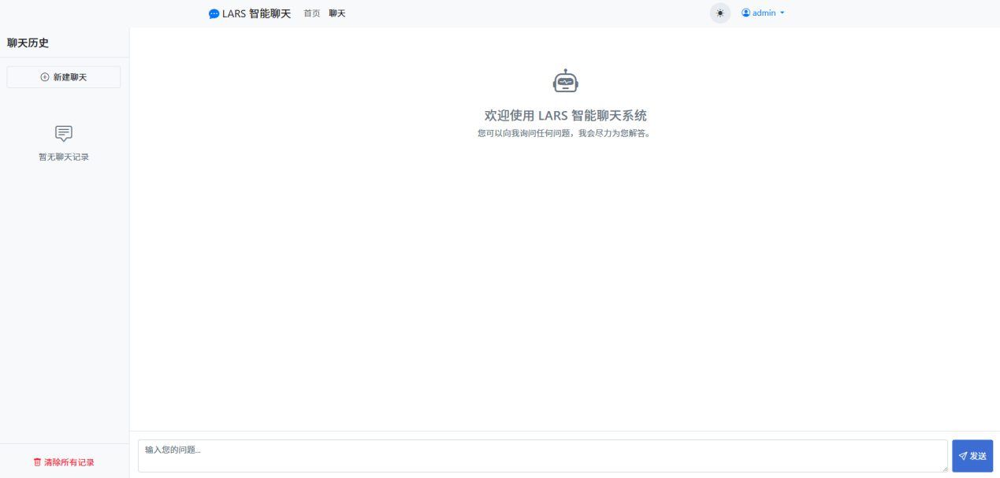 LARS 智能聊天 首页 聊天 admin
聊天历史
新建聊天
暂无聊天记录
清除所有记录
欢迎使用 LARS 智能聊天系统
您可以向我询问任何问题，我会尽力为您解答。
输入您的问题...
发送